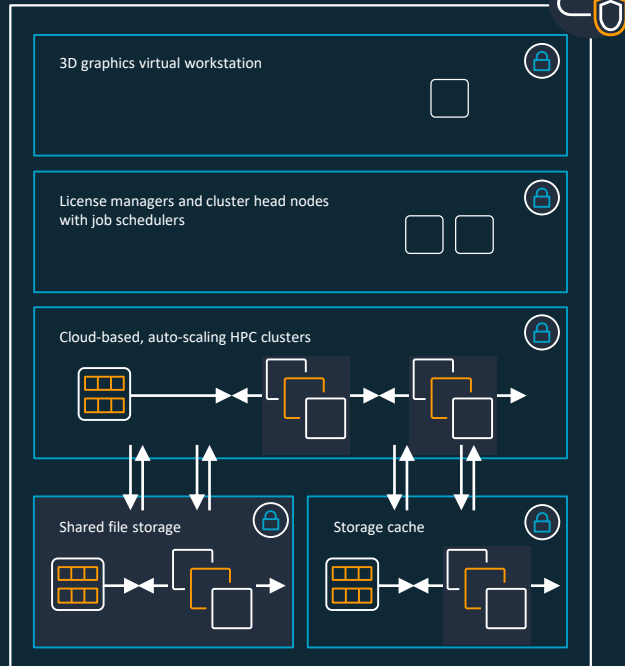 3D graphics virtual workstation
License managers and cluster head nodes
with job schedulers
Cloud-based, auto-scaling HPC clusters
Shared file storage
Storage cache